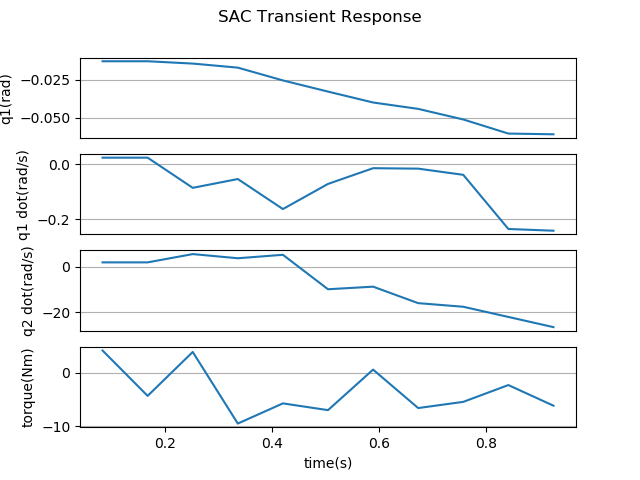 SAC Transient Response
−0.025
−0.050
q1(rad)
0.0
−0.2
q1 dot(rad/s)
0
−20
q2 dot(rad/s)
0
−10
torque(Nm)
0.2 0.4 0.6 0.8
time(s)